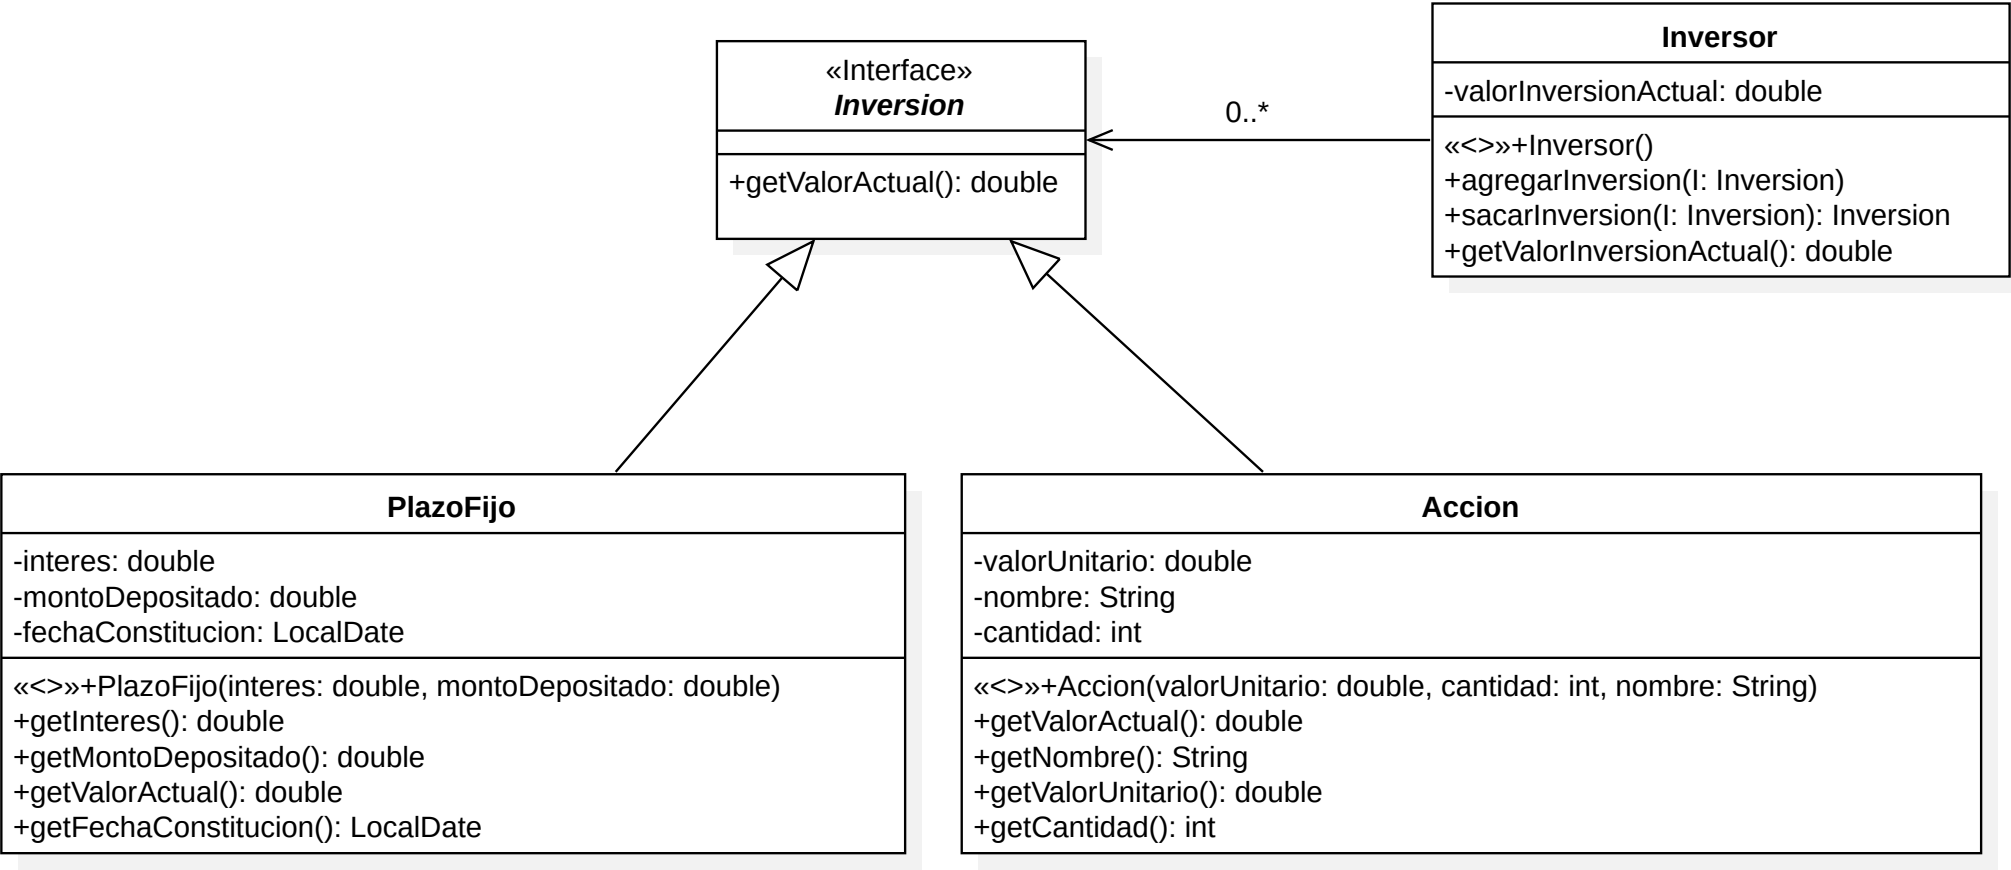 «Interface»
Inversion
+getValorActual(): double
0..*
Inversor
-valorInversionActual: double
«<>»+Inversor()
+agregarInversion(I: Inversion)
+sacarInversion(I: Inversion): Inversion
+getValorInversionActual(): double
PlazoFijo
-interes: double
-montoDepositado: double
-fechaConstitucion: LocalDate
«<>»+PlazoFijo(interes: double, montoDepositado: double)
+getInteres(): double
+getMontoDepositado(): double
+getValorActual(): double
+getFechaConstitucion(): LocalDate
Accion
-valorUnitario: double
-nombre: String
-cantidad: int
«<>»+Accion(valorUnitario: double, cantidad: int, nombre: String)
+getValorActual(): double
+getNombre(): String
+getValorUnitario(): double
+getCantidad(): int